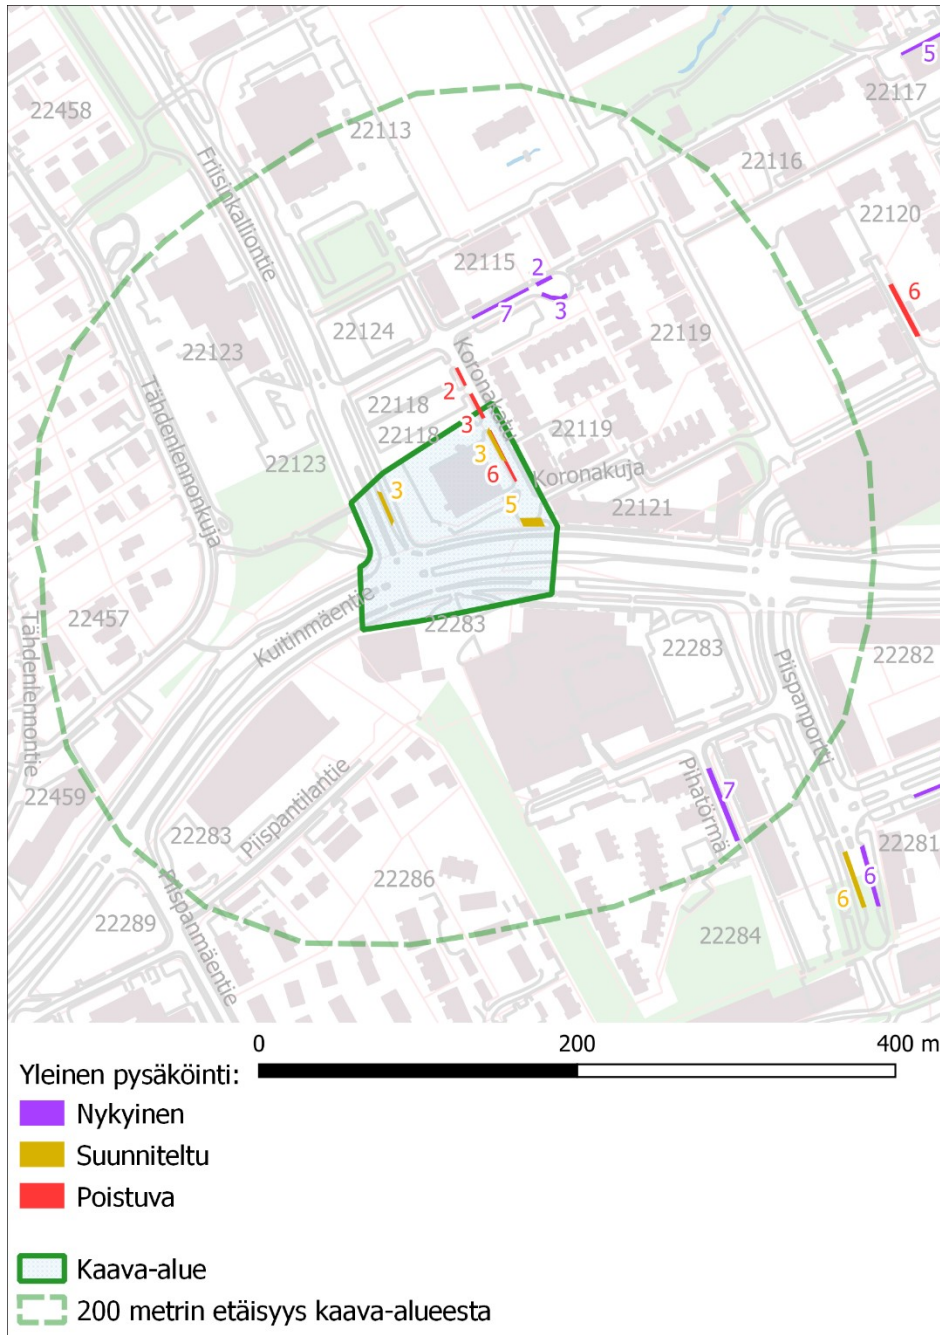 5
22458
22117
22113
Friisinkalliontie
22116
22120
22115
2
6
7
3
22124
22119
22123
Koronakatu
Tähdenlennonkuja
2
22118
3
22118
22119
3
22123
Koronakuja
6
3
5
22121
22457
Kuitinmäentie
22283
22283
22282
Tähdenlennontie
Piispanportti
22459
Pihatörmä
7
Piispantilantie
22283
22281
22286
6
6
22289
Piispanmäentie
22284
0 200 400 m
Yleinen pysäköinti:
Nykyinen
Suunniteltu
Poistuva
Kaava-alue
200 metrin etäisyys kaava-alueesta